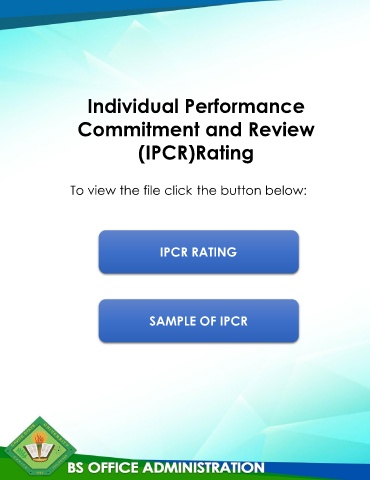 Individual Performance
Commitment and Review
(IPCR)Rating
To view the file click the button below:
IPCR RATING
SAMPLE OF IPCR
BS OFFICE ADMINISTRATION